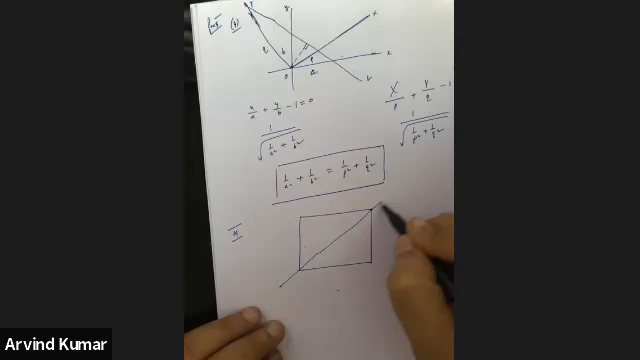 (4)
y
Y
X
x
q
b
p
a
O
L
x/a + y/b - 1 = 0
X/p + Y/q - 1
1/√(1/a² + 1/b²)
1/√(1/p² + 1/q²)
1/a² + 1/b² = 1/p² + 1/q²
Arvind Kumar